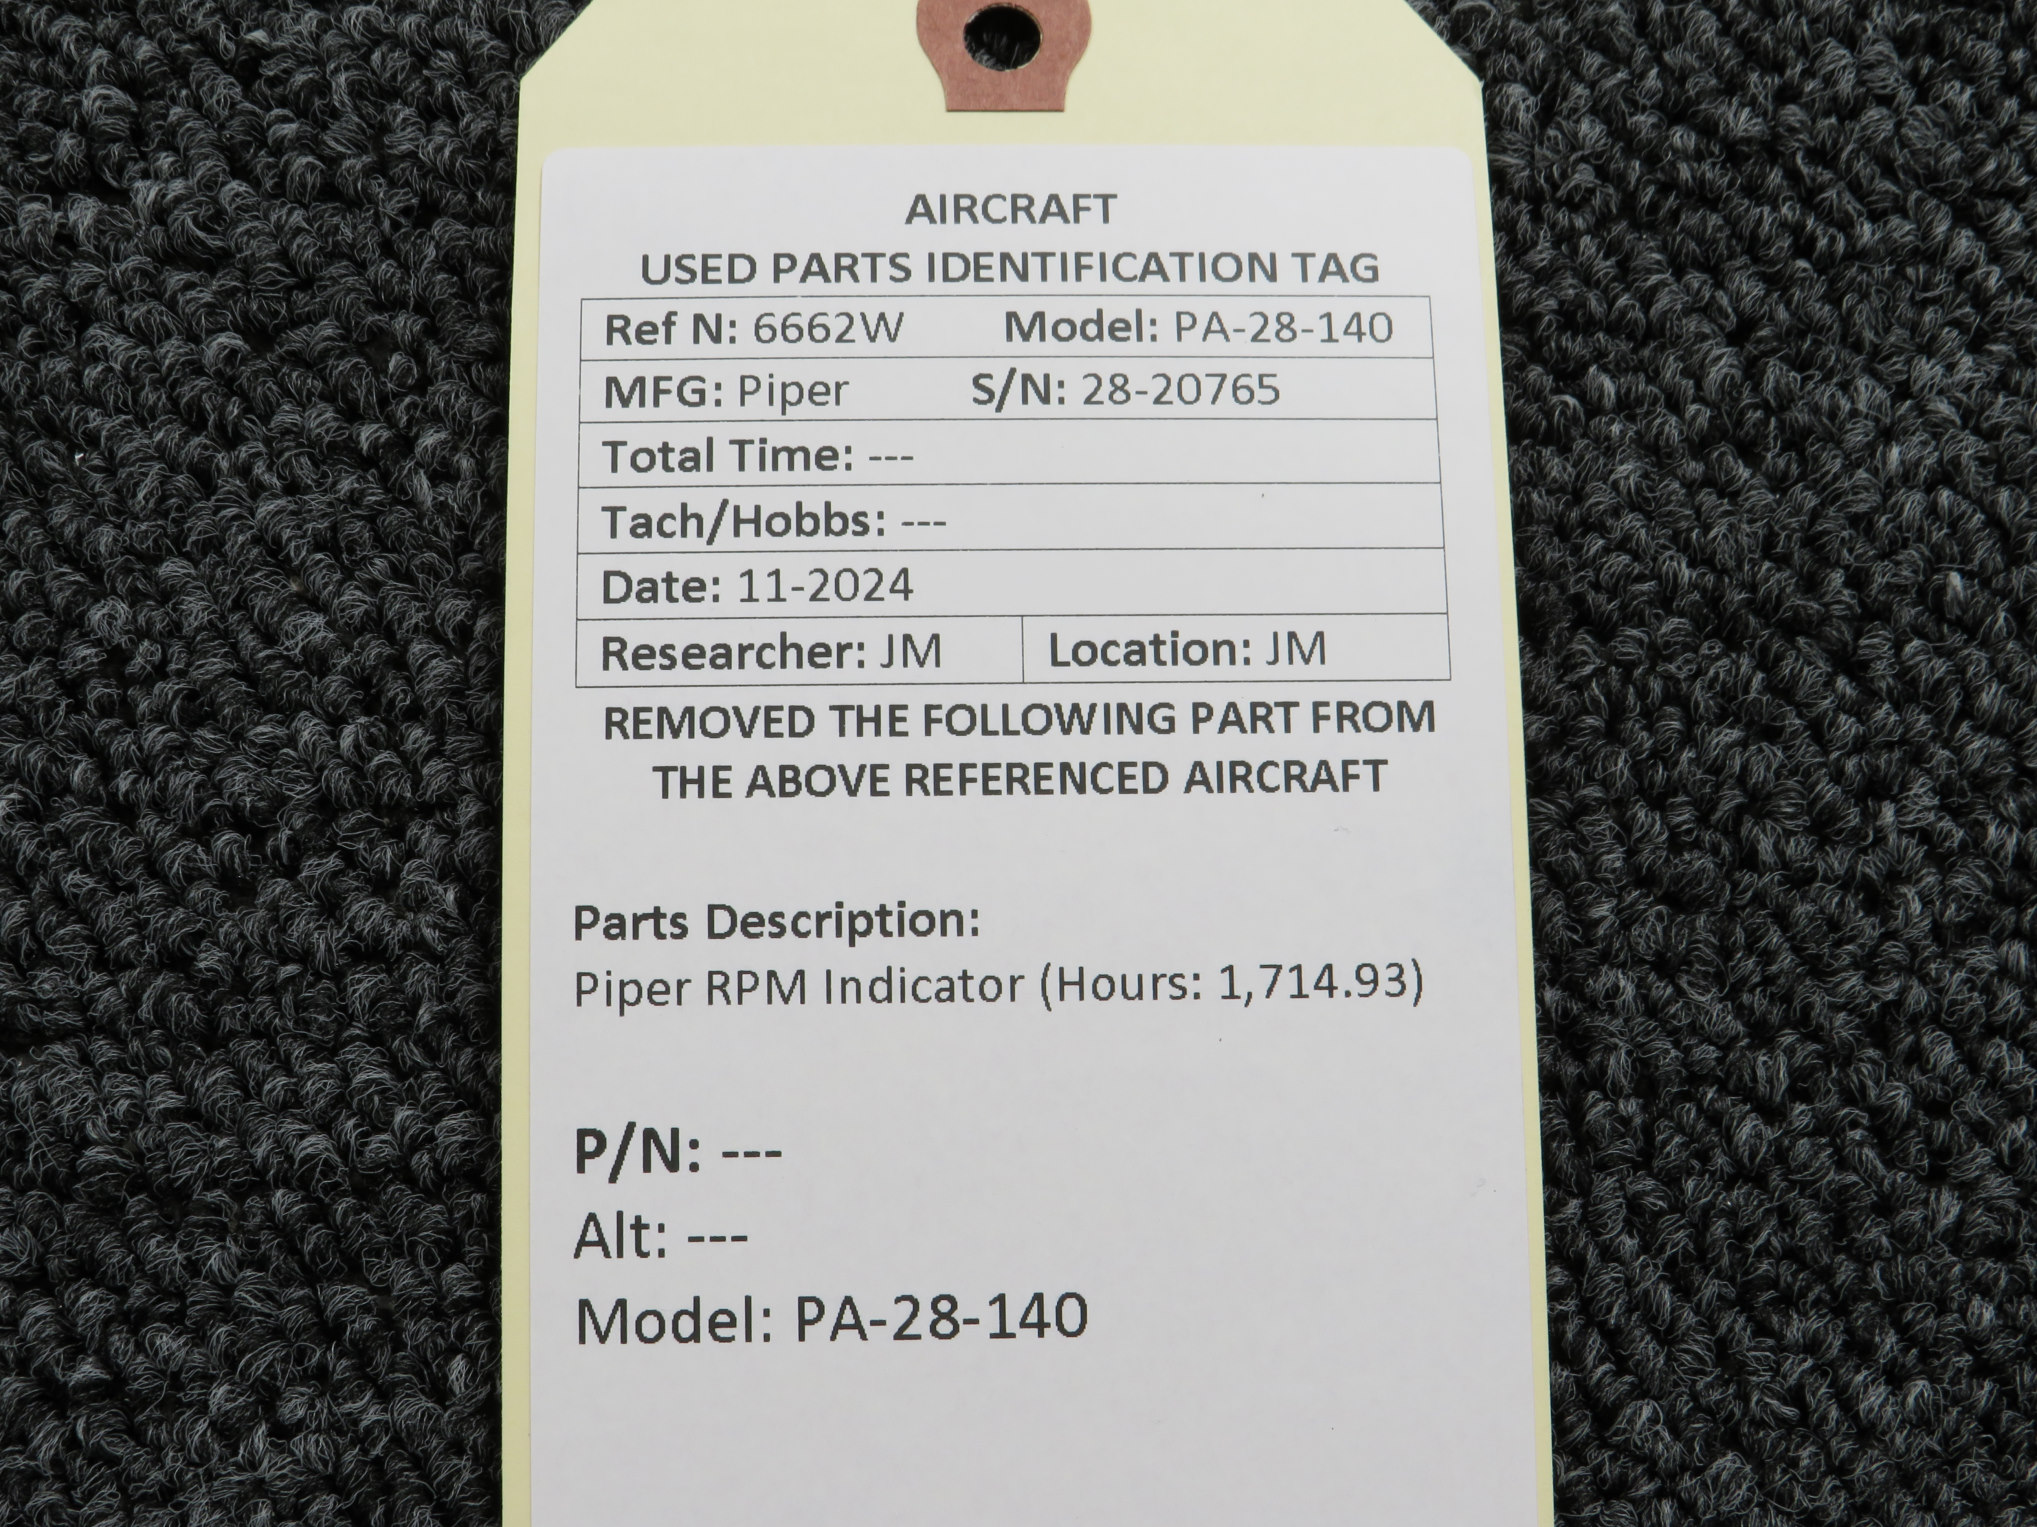 AIRCRAFT
USED PARTS IDENTIFICATION TAG
Ref N: 6662W Model: PA-28-140
MFG: Piper S/N: 28-20765
Total Time: ---
Tach/Hobbs: ---
Date: 11-2024
Researcher: JM Location: JM
REMOVED THE FOLLOWING PART FROM
THE ABOVE REFERENCED AIRCRAFT
Parts Description:
Piper RPM Indicator (Hours: 1,714.93)
P/N: ---
Alt: ---
Model: PA-28-140